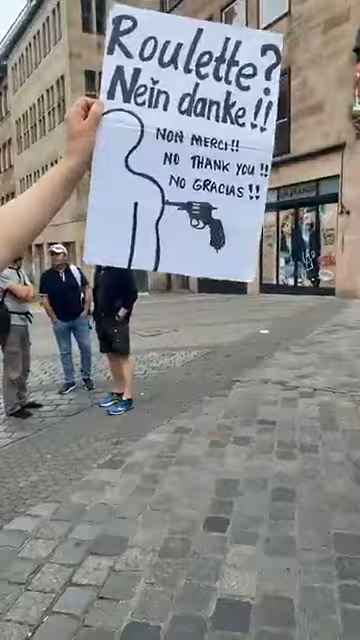 Roulette?
Nein danke!!
NON MERCI!!
NO THANK YOU!!
NO GRACIAS!!